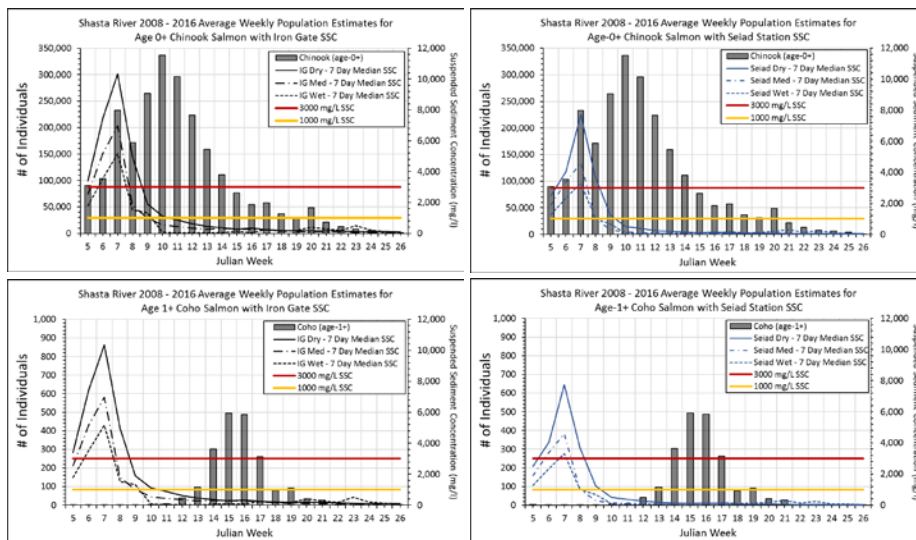 Shasta River 2008 - 2016 Average Weekly Population Estimates for
Age 0+ Chinook Salmon with Iron Gate SSC
# of Individuals
350,000
300,000
250,000
200,000
150,000
100,000
50,000
0
Chinook (age-0+)
IG Dry - 7 Day Median SSC
IG Med - 7 Day Median SSC
IG Wet - 7 Day Median SSC
3000 mg/L SSC
1000 mg/L SSC
12,000
10,000
8,000
6,000
4,000
2,000
0
Suspended Sediment Concentration (mg/l)
5 6 7 8 9 10 11 12 13 14 15 16 17 18 19 20 21 22 23 24 25 26
Julian Week
Shasta River 2008 - 2016 Average Weekly Population Estimates for
Age-0+ Chinook Salmon with Seiad Station SSC
# of Individuals
350,000
300,000
250,000
200,000
150,000
100,000
50,000
0
Chinook (age-0+)
Seiad Dry - 7 Day Median SSC
Seiad Med - 7 Day Median SSC
Seiad Wet - 7 Day Median SSC
3000 mg/L SSC
1000 mg/L SSC
12,000
10,000
8,000
6,000
4,000
2,000
0
5 6 7 8 9 10 11 12 13 14 15 16 17 18 19 20 21 22 23 24 25 26
Julian Week
Shasta River 2008 - 2016 Average Weekly Population Estimates for
Age 1+ Coho Salmon with Iron Gate SSC
# of Individuals
1,000
900
800
700
600
500
400
300
200
100
0
Coho (age-1+)
IG Dry - 7 Day Median SSC
IG Med - 7 Day Median SSC
IG Wet - 7 Day Median SSC
3000 mg/L SSC
1000 mg/L SSC
12,000
10,000
8,000
6,000
4,000
2,000
0
Suspended Sediment Concentration (mg/l)
5 6 7 8 9 10 11 12 13 14 15 16 17 18 19 20 21 22 23 24 25 26
Julian Week
Shasta River 2008 - 2016 Average Weekly Population Estimates for
Age-1+ Coho Salmon with Seiad Station SSC
# of Individuals
1,000
900
800
700
600
500
400
300
200
100
0
Coho (age-1+)
Seiad Dry - 7 Day Median SSC
Seiad Med - 7 Day Median SSC
Seiad Wet - 7 Day Median SSC
3000 mg/L SSC
1000 mg/L SSC
12,000
10,000
8,000
6,000
4,000
2,000
0
5 6 7 8 9 10 11 12 13 14 15 16 17 18 19 20 21 22 23 24 25 26
Julian Week